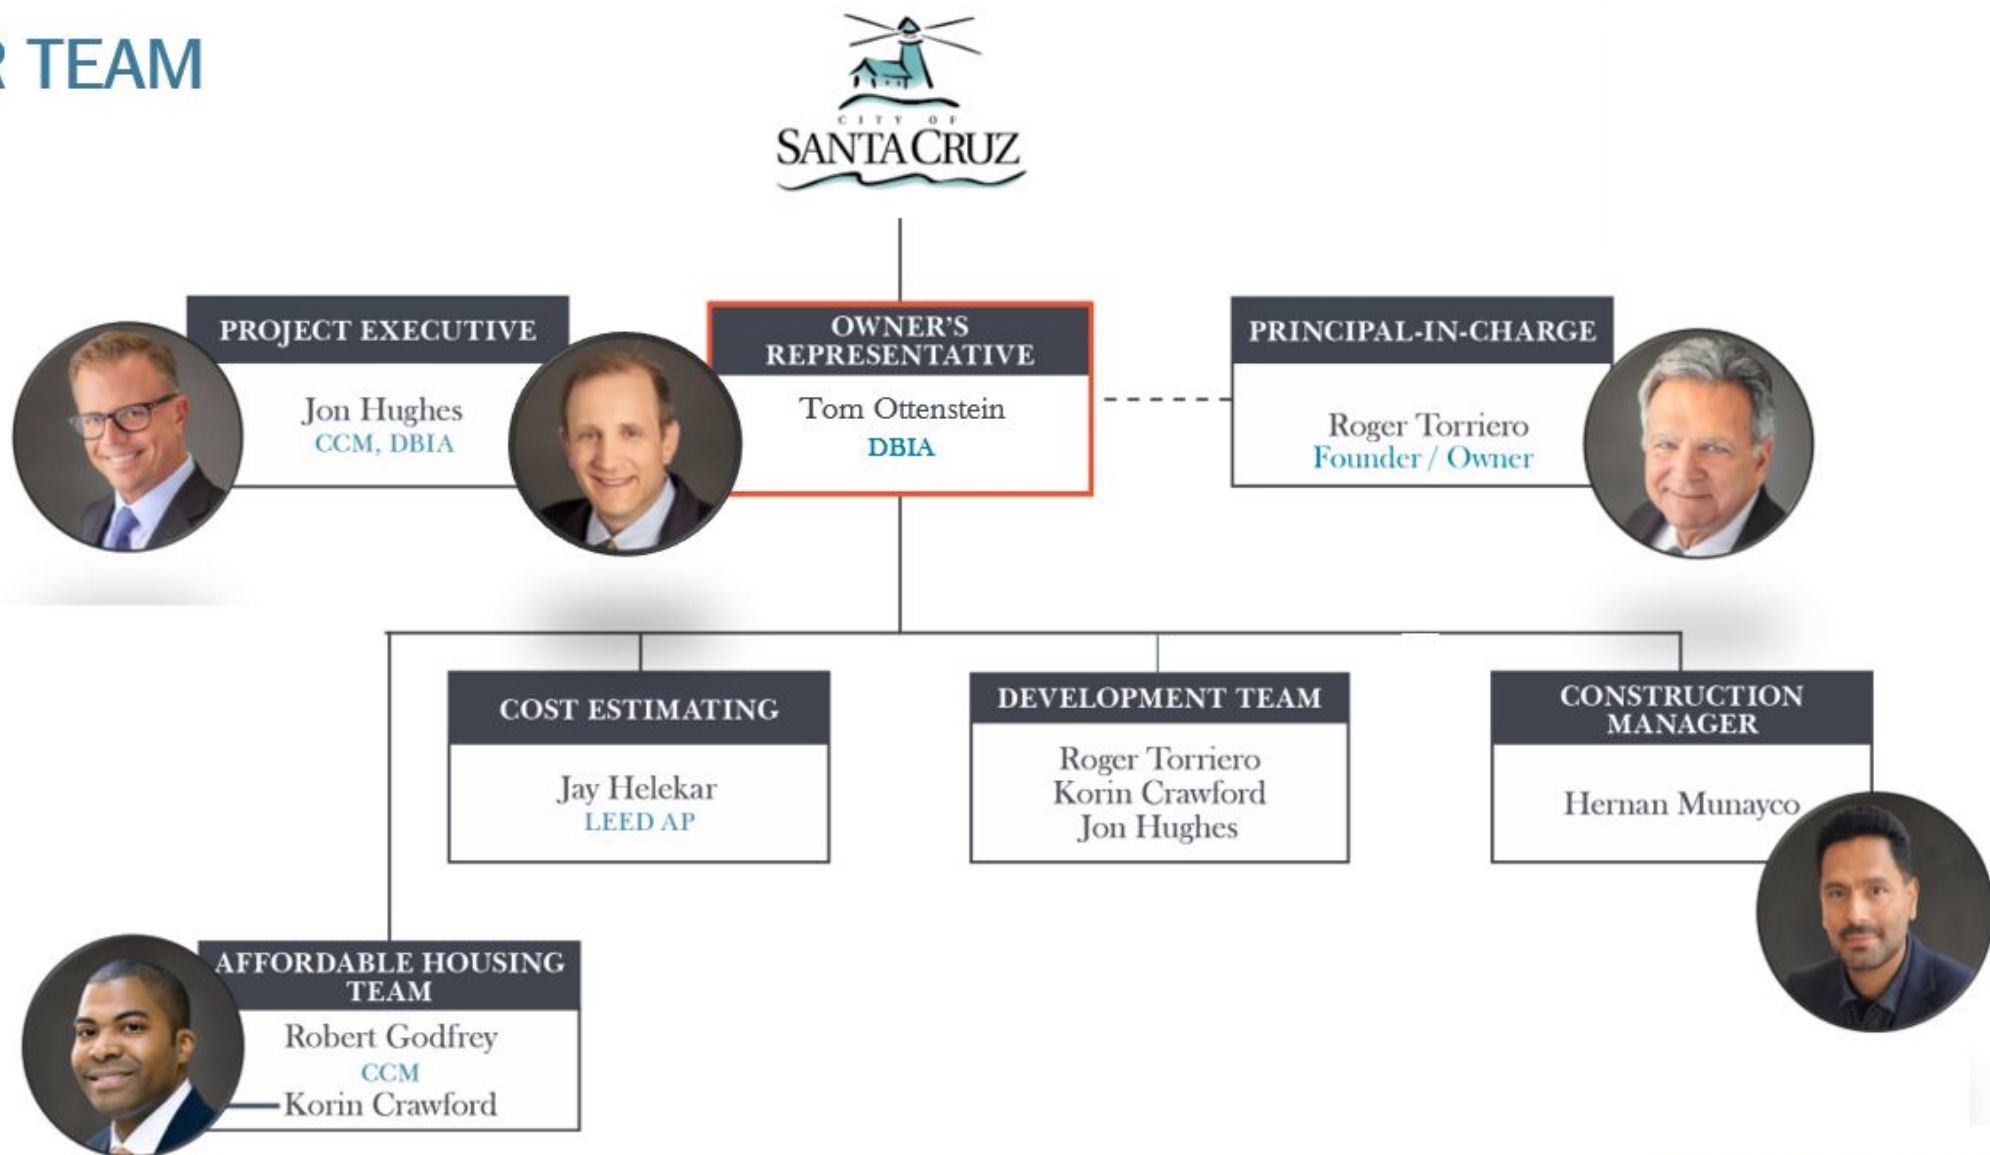 R TEAM
CITY OF
SANTA CRUZ
PROJECT EXECUTIVE
Jon Hughes
CCM, DBIA
OWNER'S
REPRESENTATIVE
Tom Ottenstein
DBIA
PRINCIPAL-IN-CHARGE
Roger Torriero
Founder / Owner
COST ESTIMATING
Jay Helekar
LEED AP
DEVELOPMENT TEAM
Roger Torriero
Korin Crawford
Jon Hughes
CONSTRUCTION
MANAGER
Hernan Munayco
AFFORDABLE HOUSING
TEAM
Robert Godfrey
CCM
Korin Crawford